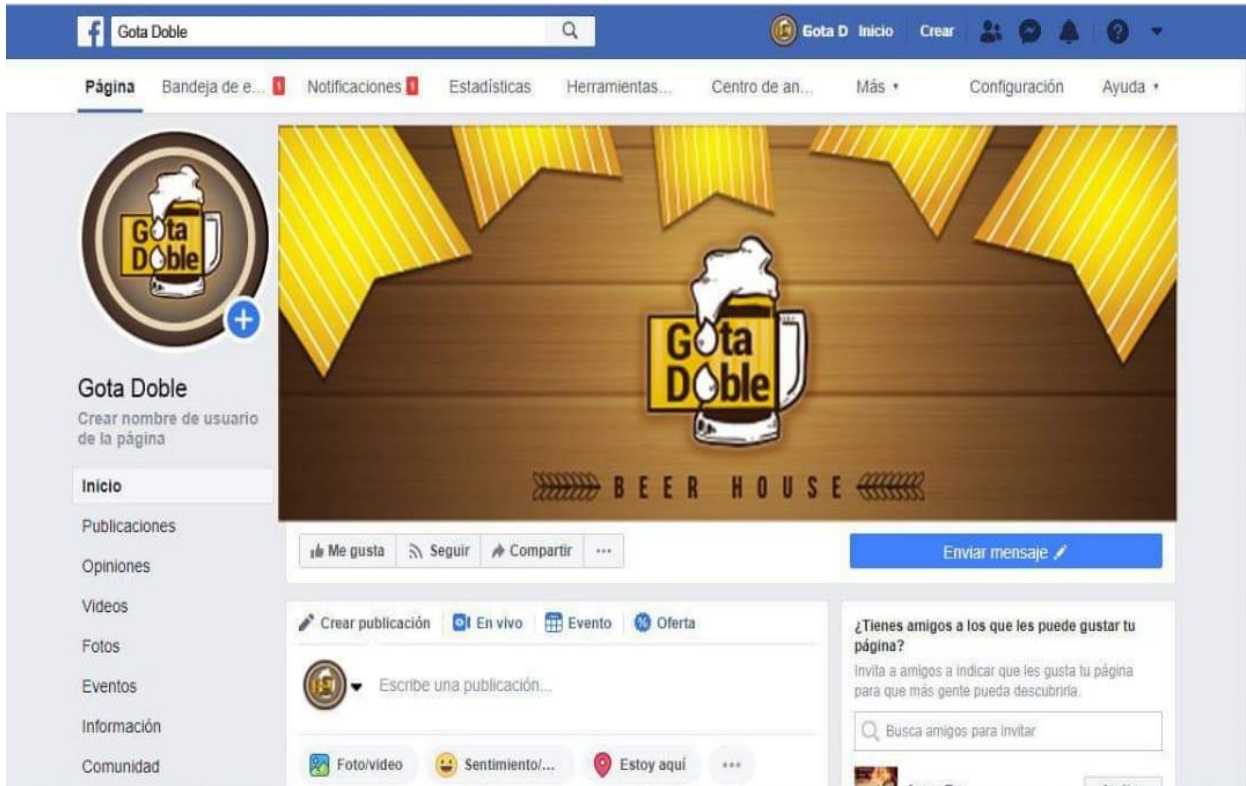 Gota Doble
Gota D Inicio Crear
Página Bandeja de e... 1 Notificaciones 1 Estadísticas Herramientas... Centro de an... Más Configuración Ayuda
Gota
Doble
Gota Doble
Crear nombre de usuario
de la página
Inicio
Publicaciones
Opiniones
Videos
Fotos
Eventos
Información
Comunidad
Gota
Doble
BEER HOUSE
Me gusta Seguir Compartir ...
Enviar mensaje
Crear publicación En vivo Evento Oferta
Escribe una publicación...
Foto/video Sentimiento/... Estoy aquí ...
¿Tienes amigos a los que les puede gustar tu
página?
Invita a amigos a indicar que les gusta tu página
para que más gente pueda descubrirla.
Busca amigos para invitar